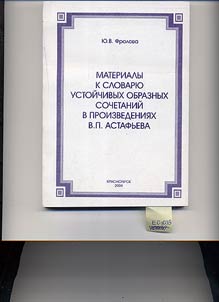 Ю.В. Фролова
МАТЕРИАЛЫ
К СЛОВАРЮ
УСТОЙЧИВЫХ ОБРАЗНЫХ
СОЧЕТАНИЙ
В ПРОИЗВЕДЕНИЯХ
В.П. АСТАФЬЕВА
КРАСНОЯРСК
2004